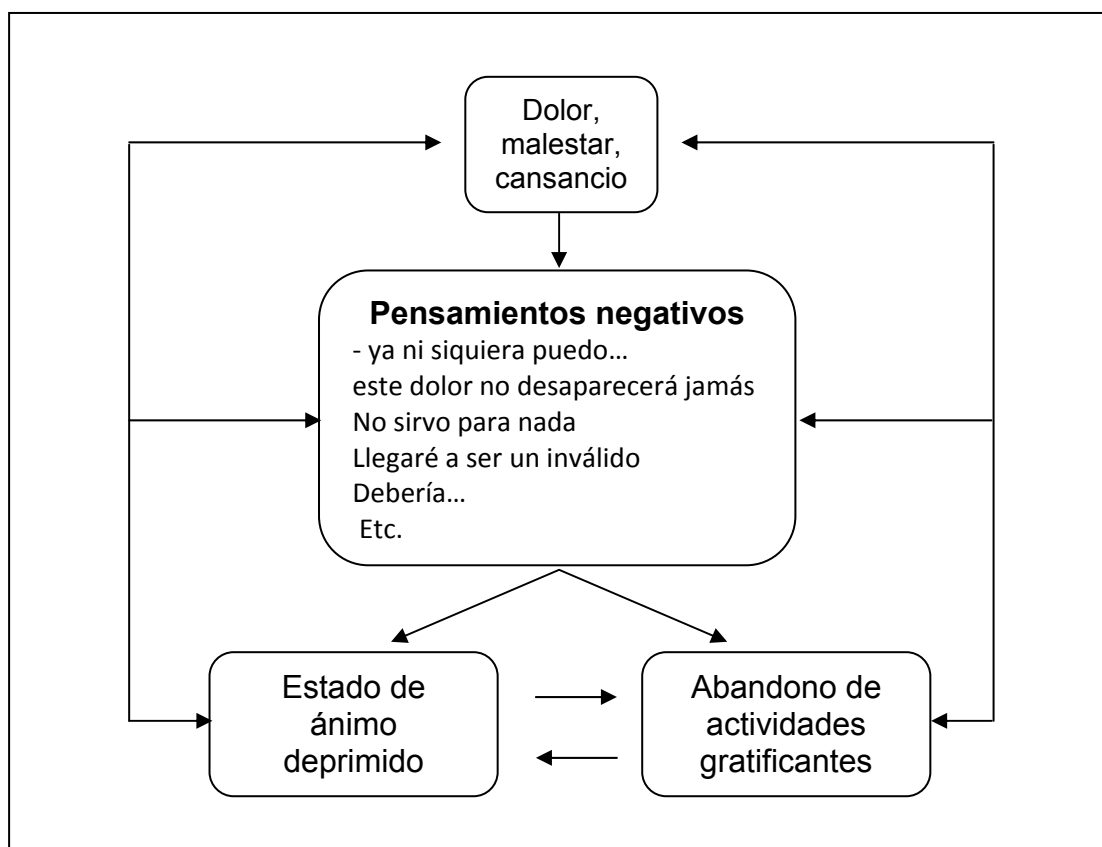 Dolor,
malestar,
cansancio
Pensamientos negativos
- ya ni siquiera puedo…
este dolor no desaparecerá jamás
No sirvo para nada
Llegaré a ser un inválido
Debería…
Etc.
Estado de
ánimo
deprimido
Abandono de
actividades
gratificantes